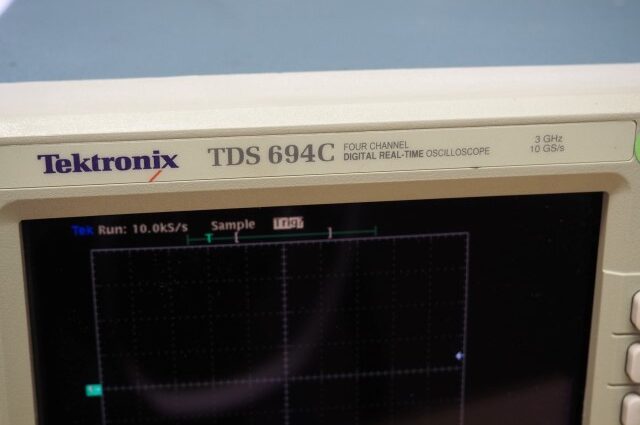 Tektronix TDS 694C
FOUR CHANNEL
DIGITAL REAL-TIME OSCILLOSCOPE
3 GHz
10 GS/s
Tek Run: 10.0kS/s Sample Trig?
T